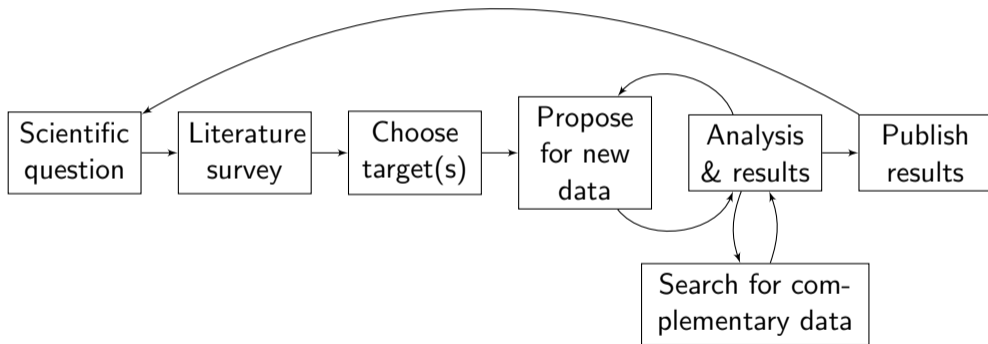 Scientific
question
Literature
survey
Choose
target(s)
Propose
for new
data
Analysis
& results
Publish
results
Search for com-
plementary data